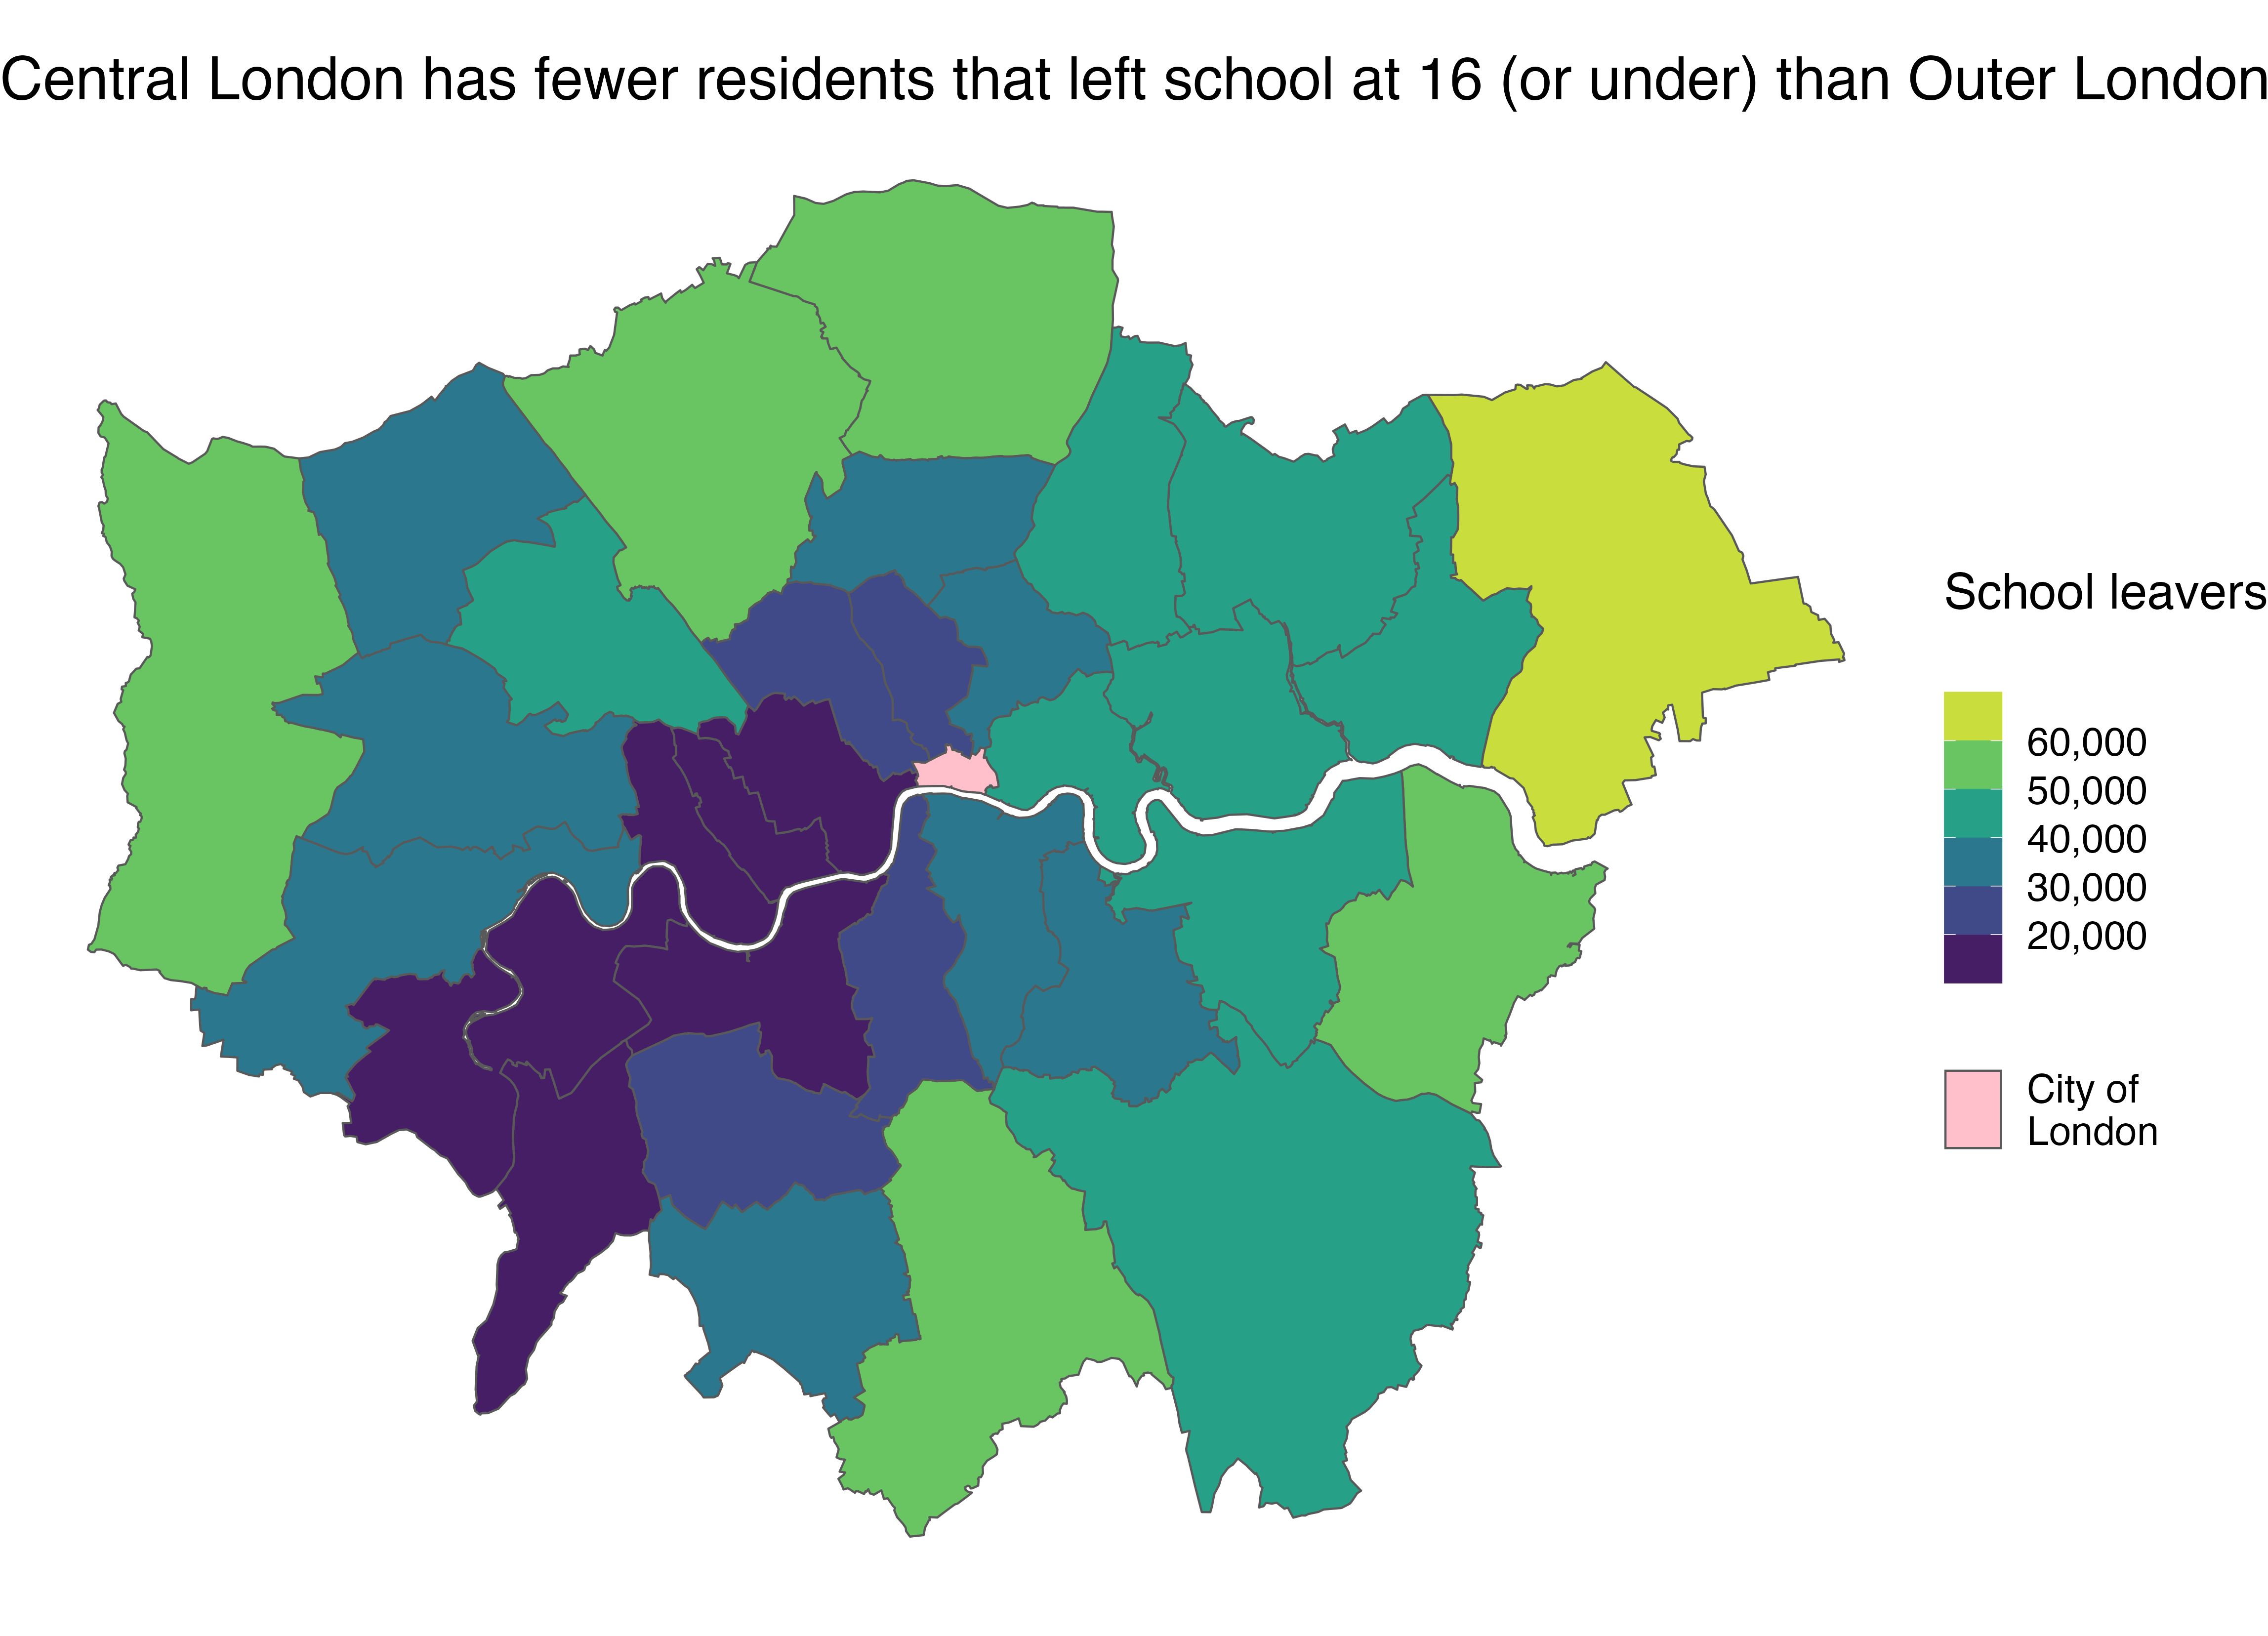 Central London has fewer residents that left school at 16 (or under) than Outer London
School leavers
60,000
50,000
40,000
30,000
20,000
City of
London